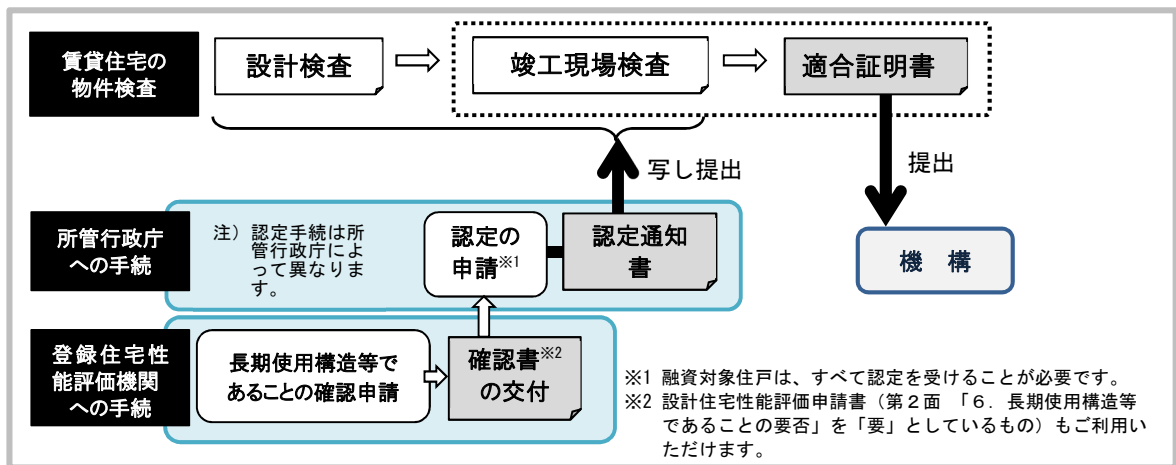 賃貸住宅の
物件検査
設計検査
竣工現場検査
適合証明書
写し提出
提出
所管行政庁
への手続
注）認定手続は所
管行政庁によ
って異なりま
す。
認定の
申請※1
認定通知
書
機　構
登録住宅性
能評価機関
への手続
長期使用構造等で
あることの確認申請
確認書※2
の交付
※1 融資対象住戸は、すべて認定を受けることが必要です。
※2 設計住宅性能評価申請書（第２面 「６．長期使用構造等
であることの要否」を「要」としているもの）もご利用い
ただけます。